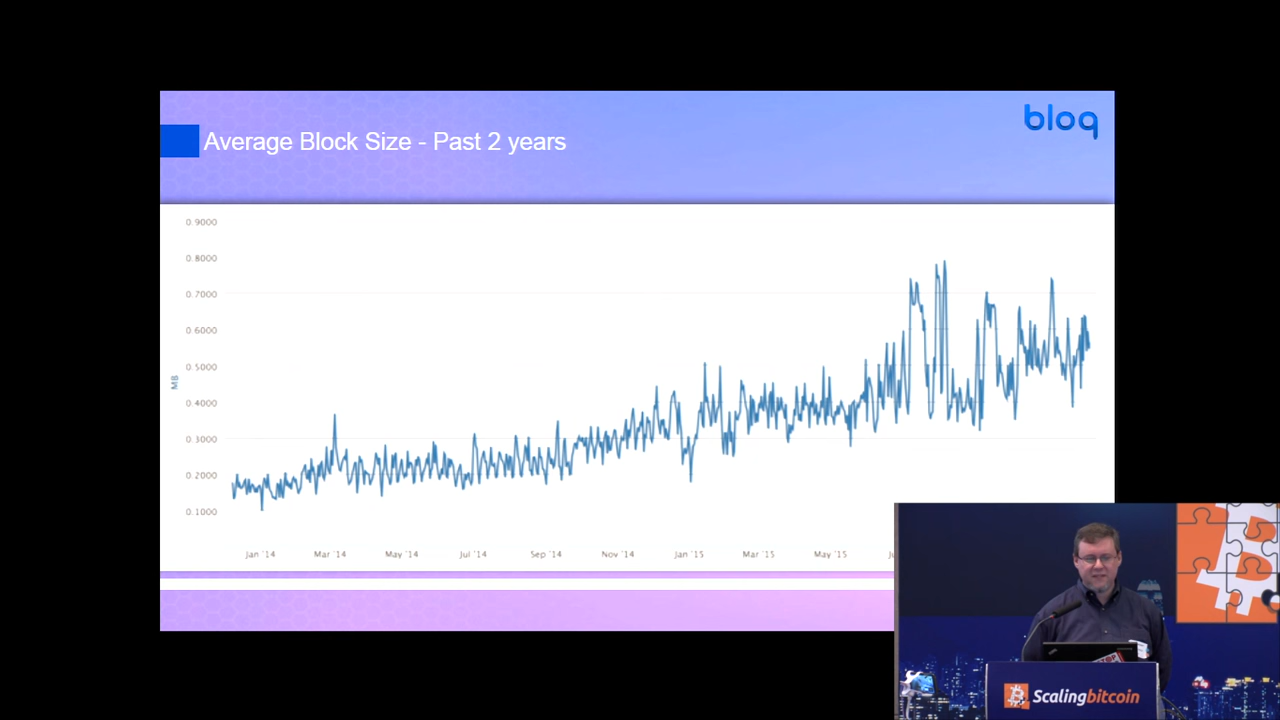 bloq
Average Block Size - Past 2 years
0.9000
0.8000
0.7000
0.6000
0.5000
MB
0.4000
0.3000
0.2000
0.1000
Jan '14
Mar '14
May '14
Jul '14
Sep '14
Nov '14
Jan '15
Mar '15
May '15
Scalingbitcoin